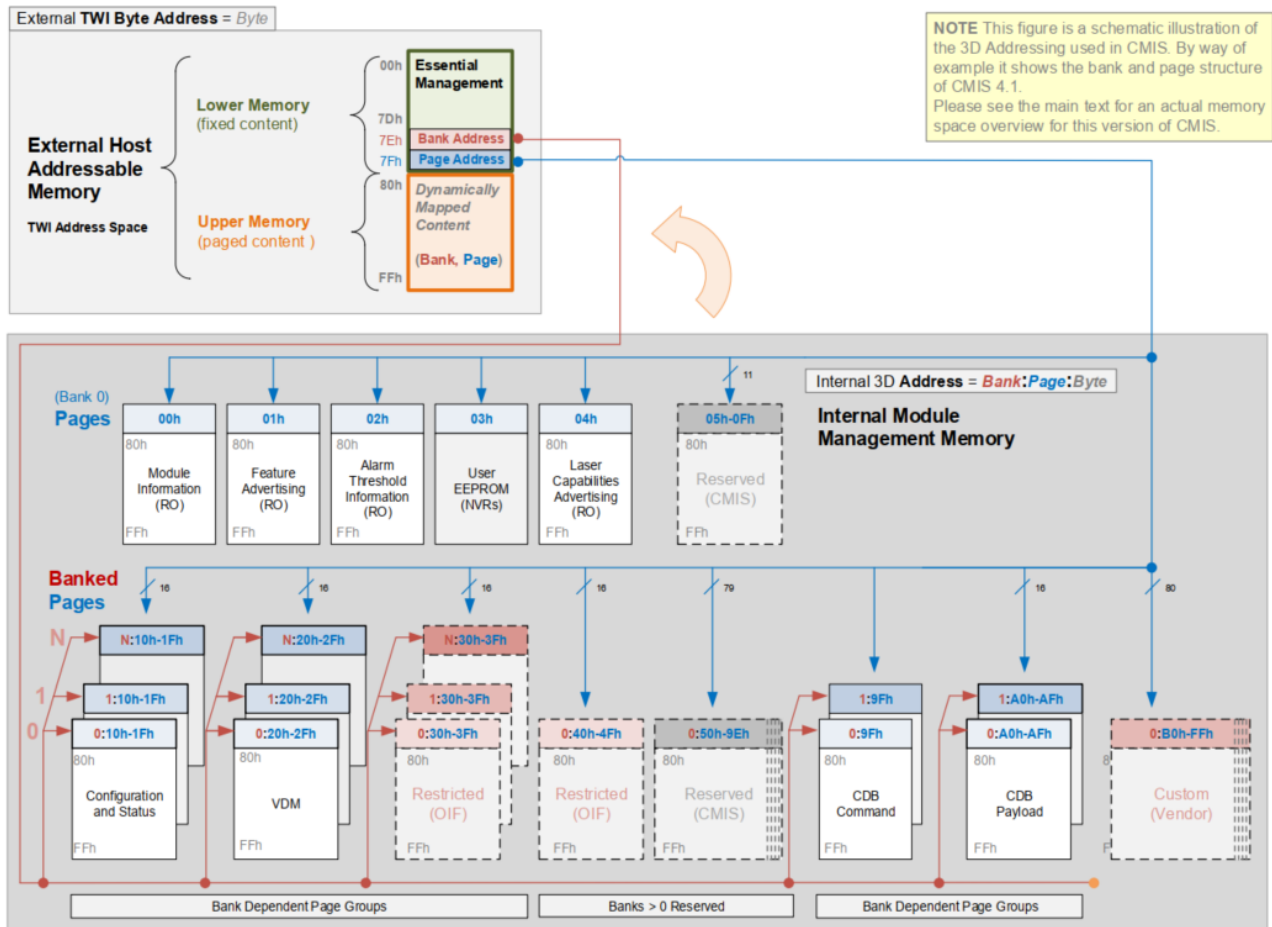 External TWI Byte Address = Byte
NOTE This figure is a schematic illustration of
the 3D Addressing used in CMIS. By way of
example it shows the bank and page structure
of CMIS 4.1.
Please see the main text for an actual memory
space overview for this version of CMIS.
External Host
Addressable
Memory
TWI Address Space
Lower Memory
(fixed content)
Upper Memory
(paged content )
00h
7Dh
7Eh
7Fh
80h
FFh
Essential
Management
Bank Address
Page Address
Dynamically
Mapped
Content
(Bank, Page)
Internal 3D Address = Bank:Page:Byte
Internal Module
Management Memory
(Bank 0)
Pages
00h
80h
Module
Information
(RO)
FFh
01h
80h
Feature
Advertising
(RO)
FFh
02h
80h
Alarm
Threshold
Information
(RO)
FFh
03h
User
EEPROM
(NVRs)
04h
80h
Laser
Capabilities
Advertising
(RO)
FFh
11
05h-0Fh
80h
Reserved
(CMIS)
FFh
Banked
Pages
N
1
0
16
N:10h-1Fh
1:10h-1Fh
0:10h-1Fh
80h
Configuration
and Status
FFh
16
N:20h-2Fh
1:20h-2Fh
0:20h-2Fh
80h
VDM
FFh
16
N:30h-3Fh
1:30h-3Fh
0:30h-3Fh
80h
Restricted
(OIF)
FFh
16
0:40h-4Fh
80h
Restricted
(OIF)
FFh
79
0:50h-9Eh
80h
Reserved
(CMIS)
FFh
1:9Fh
0:9Fh
80h
CDB
Command
FFh
16
1:A0h-AFh
0:A0h-AFh
80h
CDB
Payload
FFh
80
0:B0h-FFh
Custom
(Vendor)
Bank Dependent Page Groups
Banks > 0 Reserved
Bank Dependent Page Groups